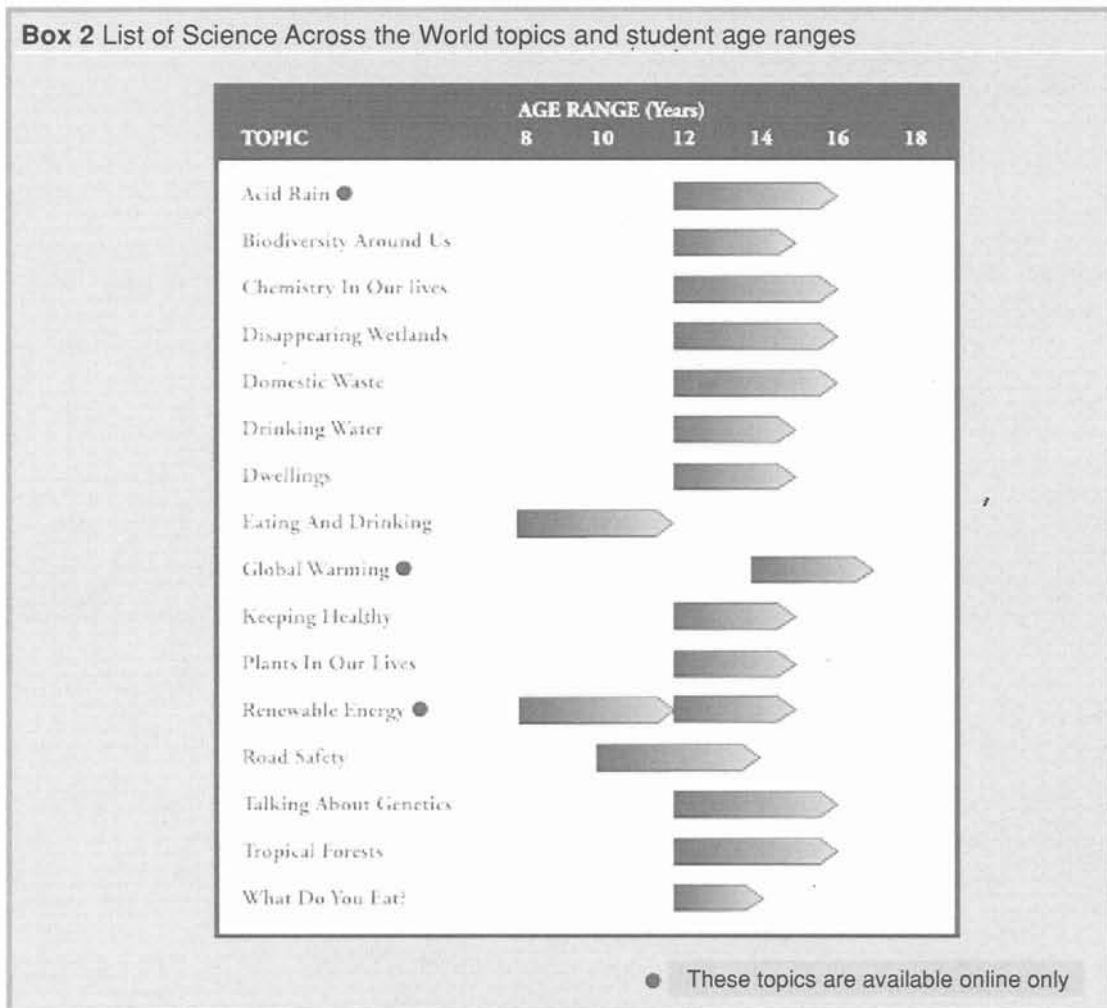 Box 2 List of Science Across the World topics and student age ranges
AGE RANGE (Years)
TOPIC 8 10 12 14 16 18
Acid Rain
Biodiversity Around Us
Chemistry In Our lives
Disappearing Wetlands
Domestic Waste
Drinking Water
Dwellings
Eating And Drinking
Global Warming
Keeping Healthy
Plants In Our Lives
Renewable Energy
Road Safety
Talking About Genetics
Tropical Forests
What Do You Eat?
These topics are available online only